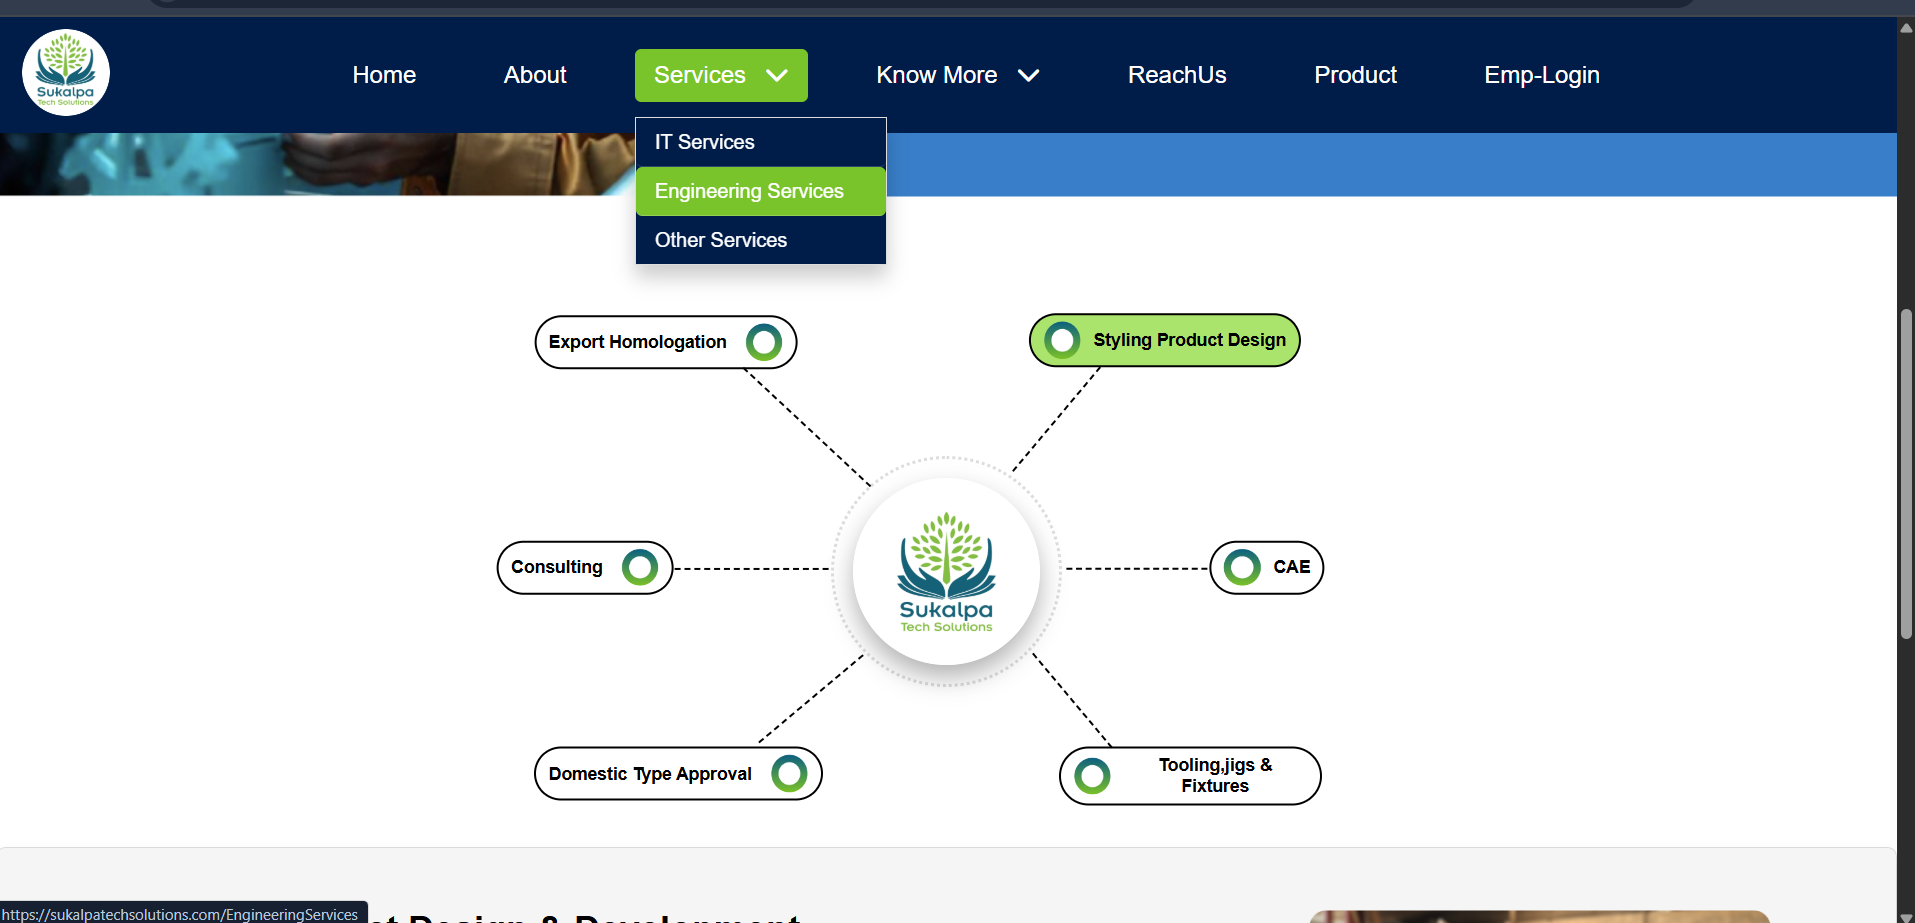 Sukalpa
Tech Solutions
Home
About
Services
Know More
ReachUs
Product
Emp-Login
IT Services
Engineering Services
Other Services
Export Homologation
Styling Product Design
Consulting
CAE
Sukalpa
Tech Solutions
Domestic Type Approval
Tooling,jigs &
Fixtures
Design & Development
https://sukalpatechsolutions.com/EngineeringServices